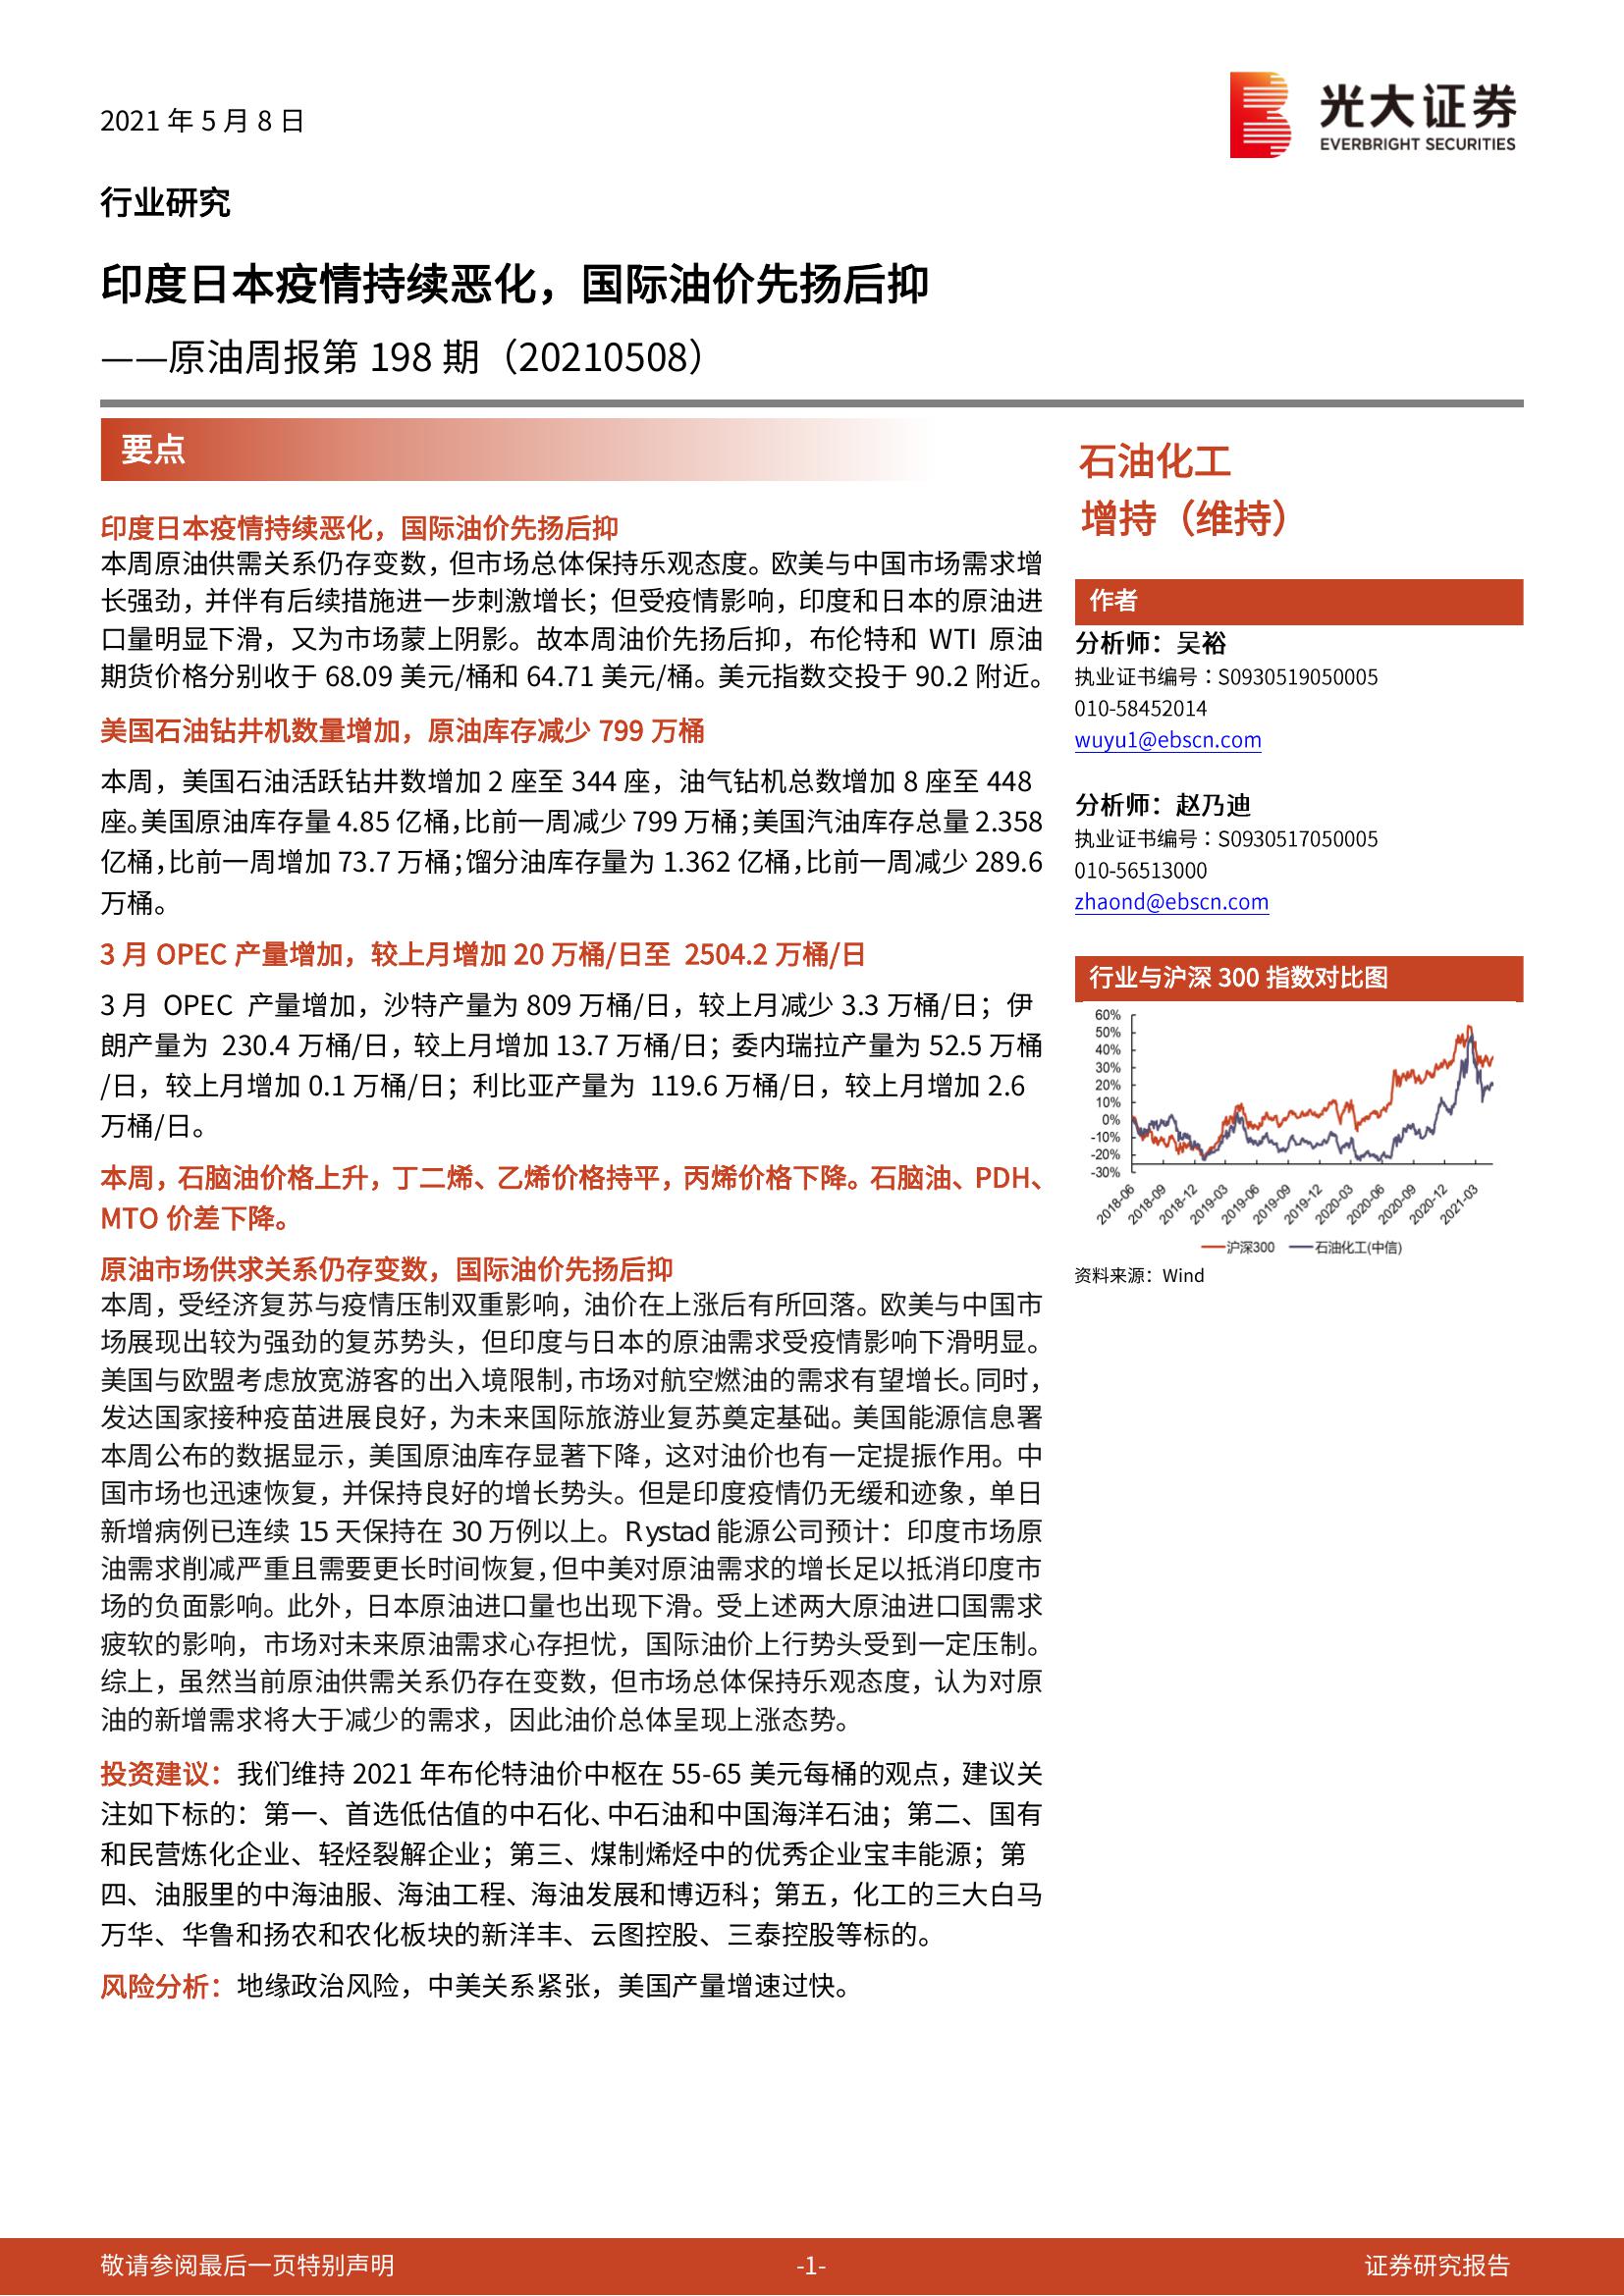 2021 年 5 月 8 日
光大证券
EVERBRIGHT SECURITIES
行业研究
印度日本疫情持续恶化，国际油价先扬后抑
——原油周报第 198 期（20210508）
要点
印度日本疫情持续恶化，国际油价先扬后抑
本周原油供需关系仍存变数，但市场总体保持乐观态度。欧美与中国市场需求增
长强劲，并伴有后续措施进一步刺激增长；但受疫情影响，印度和日本的原油进
口量明显下滑，又为市场蒙上阴影。故本周油价先扬后抑，布伦特和 WTI 原油
期货价格分别收于 68.09 美元/桶和 64.71 美元/桶。美元指数交投于 90.2 附近。
美国石油钻井机数量增加，原油库存减少 799 万桶
本周，美国石油活跃钻井数增加 2 座至 344 座，油气钻机总数增加 8 座至 448
座。美国原油库存量 4.85 亿桶，比前一周减少 799 万桶；美国汽油库存总量 2.358
亿桶，比前一周增加 73.7 万桶；馏分油库存量为 1.362 亿桶，比前一周减少 289.6
万桶。
3 月 OPEC 产量增加，较上月增加 20 万桶/日至 2504.2 万桶/日
3 月 OPEC 产量增加，沙特产量为 809 万桶/日，较上月减少 3.3 万桶/日；伊
朗产量为 230.4 万桶/日，较上月增加 13.7 万桶/日；委内瑞拉产量为 52.5 万桶
/日，较上月增加 0.1 万桶/日；利比亚产量为 119.6 万桶/日，较上月增加 2.6
万桶/日。
本周，石脑油价格上升，丁二烯、乙烯价格持平，丙烯价格下降。石脑油、PDH、
MTO 价差下降。
原油市场供求关系仍存变数，国际油价先扬后抑
本周，受经济复苏与疫情压制双重影响，油价在上涨后有所回落。欧美与中国市
场展现出较为强劲的复苏势头，但印度与日本的原油需求受疫情影响下滑明显。
美国与欧盟考虑放宽游客的出入境限制，市场对航空燃油的需求有望增长。同时，
发达国家接种疫苗进展良好，为未来国际旅游业复苏奠定基础。美国能源信息署
本周公布的数据显示，美国原油库存显著下降，这对油价也有一定提振作用。中
国市场也迅速恢复，并保持良好的增长势头。但是印度疫情仍无缓和迹象，单日
新增病例已连续 15 天保持在 30 万例以上。Rystad 能源公司预计：印度市场原
油需求削减严重且需要更长时间恢复，但中美对原油需求的增长足以抵消印度市
场的负面影响。此外，日本原油进口量也出现下滑。受上述两大原油进口国需求
疲软的影响，市场对未来原油需求心存担忧，国际油价上行势头受到一定压制。
综上，虽然当前原油供需关系仍存在变数，但市场总体保持乐观态度，认为对原
油的新增需求将大于减少的需求，因此油价总体呈现上涨态势。
投资建议：我们维持 2021 年布伦特油价中枢在 55-65 美元每桶的观点，建议关
注如下标的：第一、首选低估值的中石化、中石油和中国海洋石油；第二、国有
和民营炼化企业、轻烃裂解企业；第三、煤制烯烃中的优秀企业宝丰能源；第
四、油服里的中海油服、海油工程、海油发展和博迈科；第五，化工的三大白马
万华、华鲁和扬农和农化板块的新洋丰、云图控股、三泰控股等标的。
风险分析：地缘政治风险，中美关系紧张，美国产量增速过快。
石油化工
增持（维持）
作者
分析师：吴裕
执业证书编号：S0930519050005
010-58452014
wuyu1@ebscn.com
分析师：赵乃迪
执业证书编号：S0930517050005
010-56513000
zhaond@ebscn.com
行业与沪深 300 指数对比图
60%
50%
40%
30%
20%
10%
0%
-10%
-20%
-30%
2018-06 2018-09 2018-12 2019-03 2019-06 2019-09 2019-12 2020-03 2020-06 2020-09 2020-12 2021-03
沪深300 石油化工(中信)
资料来源：Wind
敬请参阅最后一页特别声明 -1- 证券研究报告